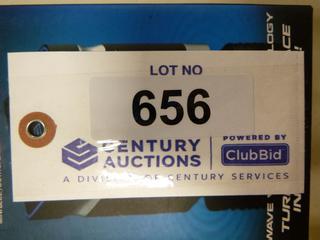 LOT NO
656
CENTURY
AUCTIONS
POWERED BY
ClubBid
A DIVISION OF CENTURY SERVICES